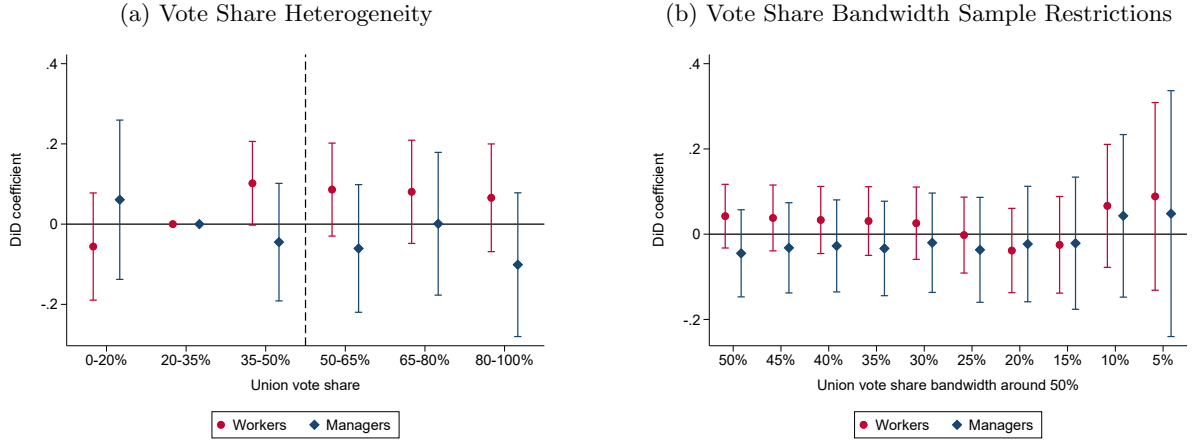 (a) Vote Share Heterogeneity
.4
.2
0
-.2
DiD coefficient
0-20% 20-35% 35-50% 50-65% 65-80% 80-100%
Union vote share
Workers Managers
(b) Vote Share Bandwidth Sample Restrictions
.4
.2
0
-.2
DiD coefficient
50% 45% 40% 35% 30% 25% 20% 15% 10% 5%
Union vote share bandwidth around 50%
Workers Managers